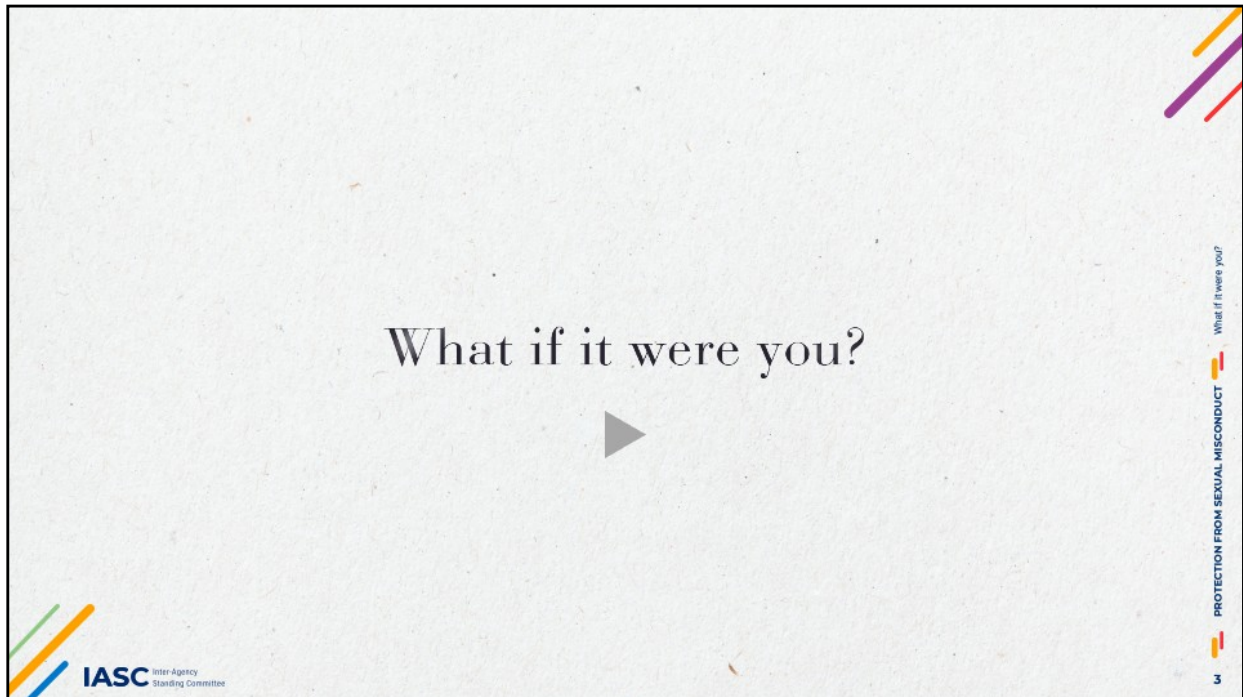 What if it were you?
IASC Inter-Agency
Standing Committee
What if it were you?
PROTECTION FROM SEXUAL MISCONDUCT
3